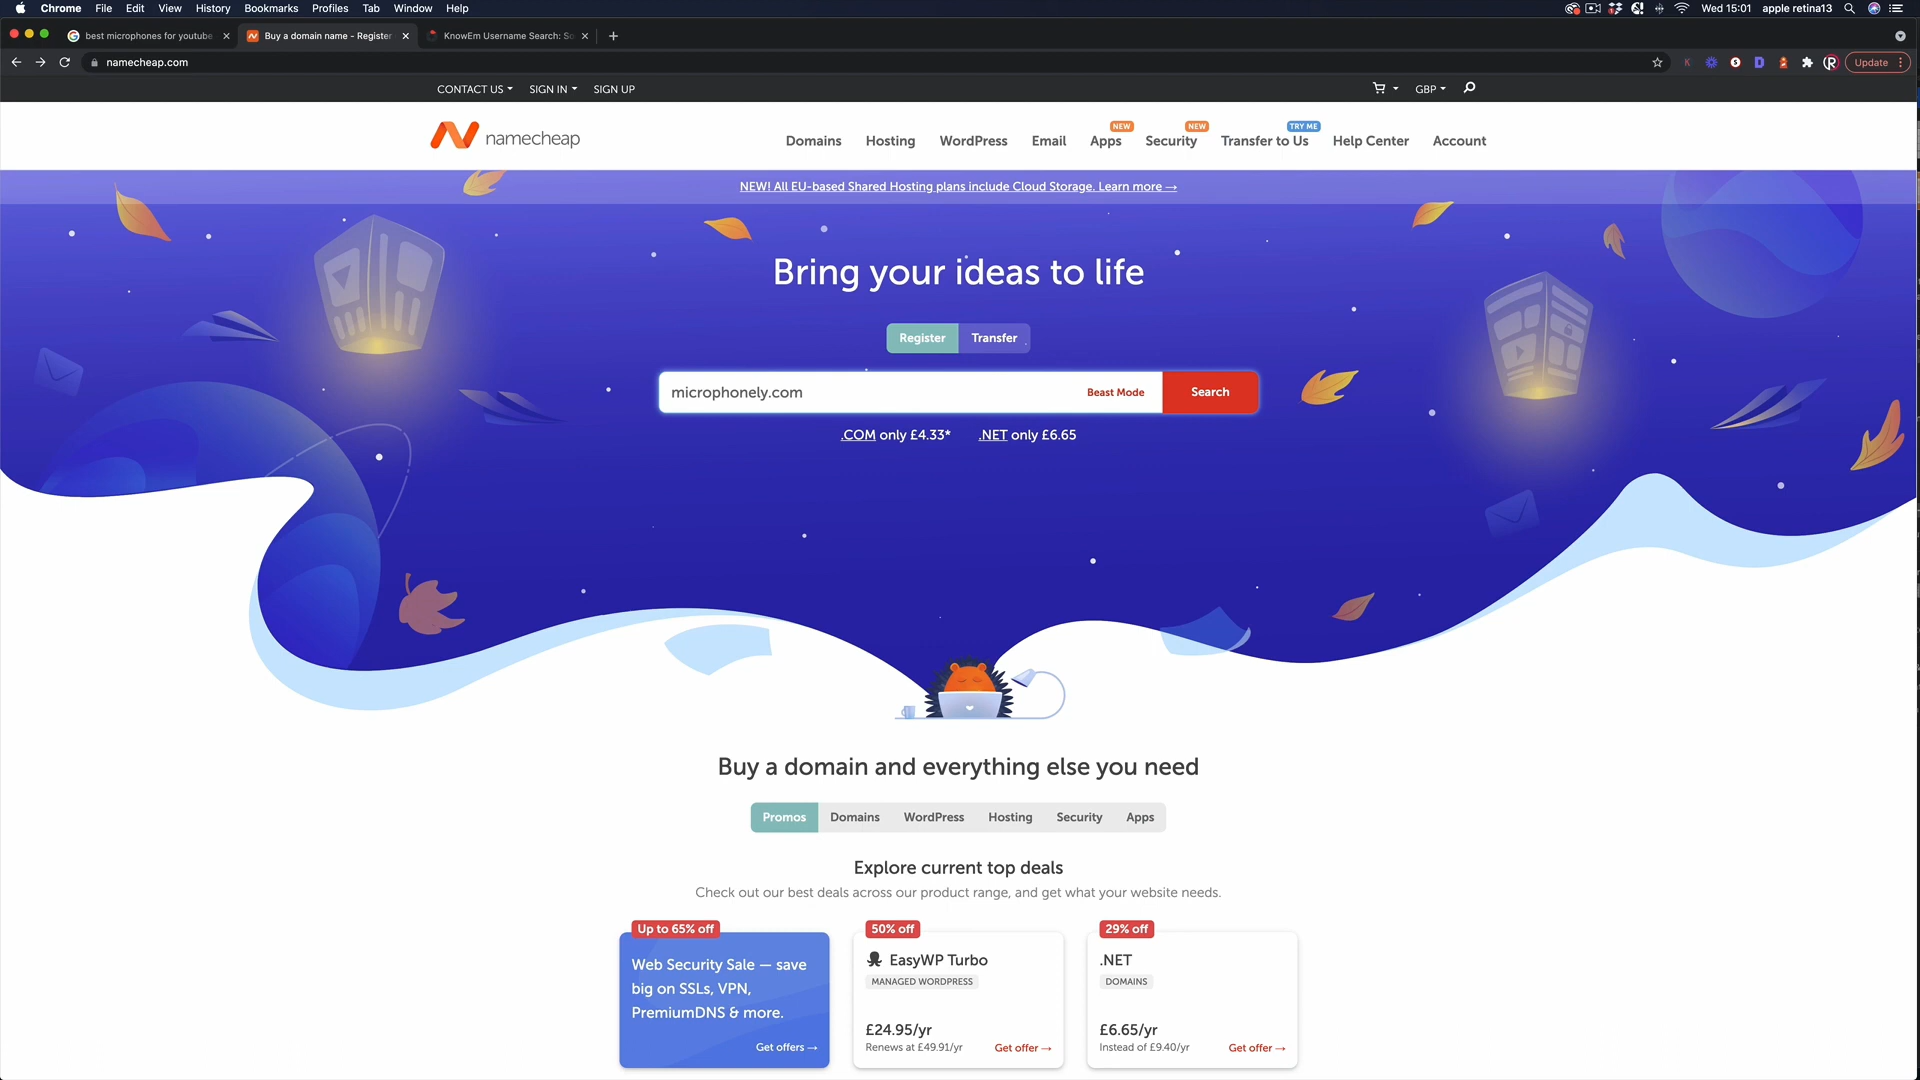 Chrome File Edit View History Bookmarks Profiles Tab Window Help
Wed 15:01 apple retina13
best microphones for youtube
Buy a domain name - Register
KnowEm Username Search: So
namecheap.com
Update
CONTACT US SIGN IN SIGN UP
GBP
namecheap
NEW NEW TRY ME
Domains Hosting WordPress Email Apps Security Transfer to Us Help Center Account
NEW! All EU-based Shared Hosting plans include Cloud Storage. Learn more →
Bring your ideas to life
Register Transfer
microphonely.com Beast Mode Search
.COM only £4.33* .NET only £6.65
Buy a domain and everything else you need
Promos Domains WordPress Hosting Security Apps
Explore current top deals
Check out our best deals across our product range, and get what your website needs.
Up to 65% off
Web Security Sale — save
big on SSLs, VPN,
PremiumDNS & more.
Get offers →
50% off
EasyWP Turbo
MANAGED WORDPRESS
£24.95/yr
Renews at £49.91/yr
Get offer →
29% off
.NET
DOMAINS
£6.65/yr
Instead of £9.40/yr
Get offer →